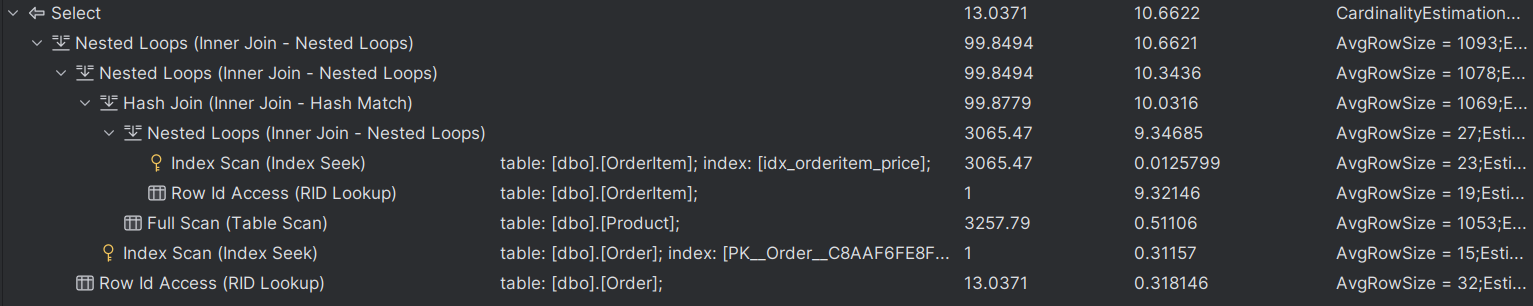 Select 13.0371 10.6622 CardinalityEstimation...
Nested Loops (Inner Join - Nested Loops) 99.8494 10.6621 AvgRowSize = 1093;E...
Nested Loops (Inner Join - Nested Loops) 99.8494 10.3436 AvgRowSize = 1078;E...
Hash Join (Inner Join - Hash Match) 99.8779 10.0316 AvgRowSize = 1069;E...
Nested Loops (Inner Join - Nested Loops) 3065.47 9.34685 AvgRowSize = 27;Esti...
Index Scan (Index Seek) table: [dbo].[OrderItem]; index: [idx_orderitem_price]; 3065.47 0.0125799 AvgRowSize = 23;Esti...
Row Id Access (RID Lookup) table: [dbo].[OrderItem]; 1 9.32146 AvgRowSize = 19;Esti...
Full Scan (Table Scan) table: [dbo].[Product]; 3257.79 0.51106 AvgRowSize = 1053;E...
Index Scan (Index Seek) table: [dbo].[Order]; index: [PK__Order__C8AAF6FE8F... 1 0.31157 AvgRowSize = 15;Esti...
Row Id Access (RID Lookup) table: [dbo].[Order]; 13.0371 0.318146 AvgRowSize = 32;Esti...